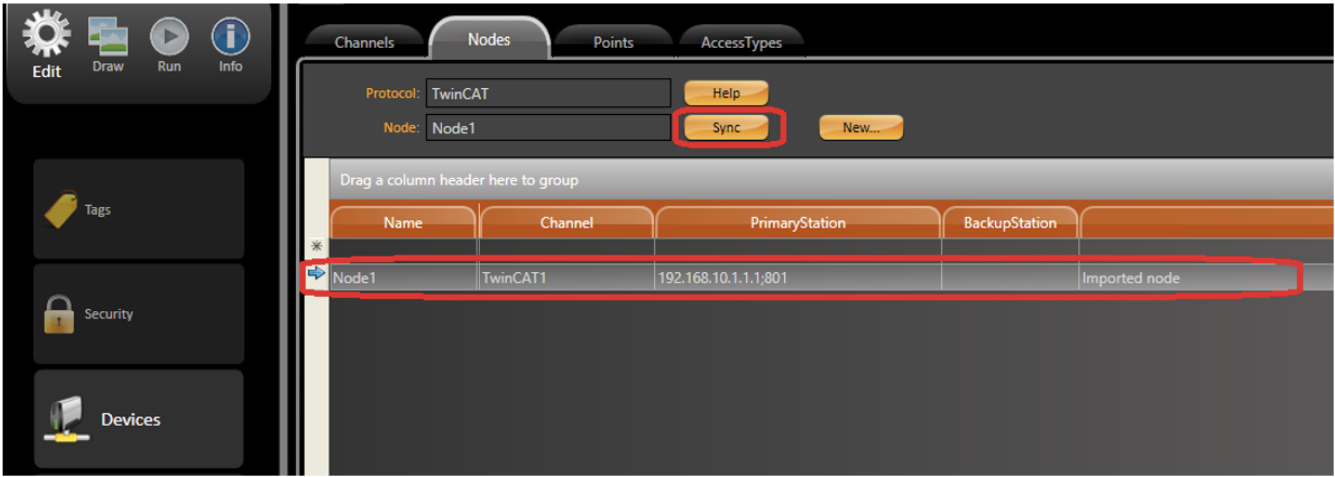 Edit Draw Run Info
Channels Nodes Points AccessTypes
Protocol: TwinCAT Help
Node: Node1 Sync New...
Drag a column header here to group
Tags
Name Channel PrimaryStation BackupStation
Node1 TwinCAT1 192.168.10.1.1.1;801 Imported node
Security
Devices